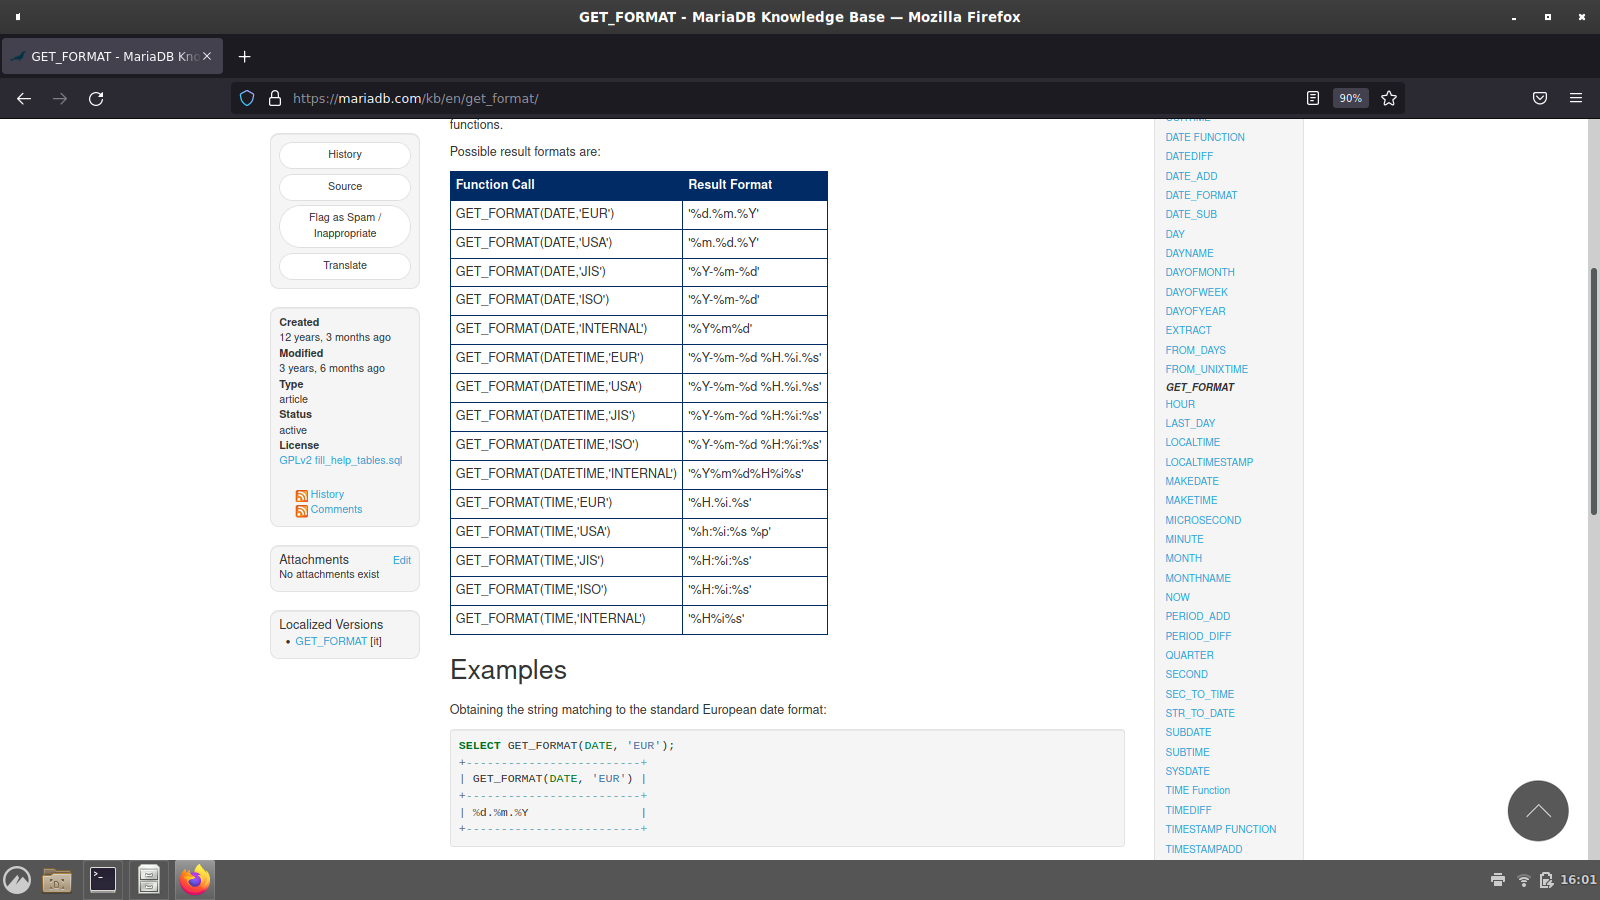 GET_FORMAT - MariaDB Knowledge Base — Mozilla Firefox
GET_FORMAT - MariaDB Kno
https://mariadb.com/kb/en/get_format/
90%
History
Source
Flag as Spam /
Inappropriate
Translate
Created
12 years, 3 months ago
Modified
3 years, 6 months ago
Type
article
Status
active
License
GPLv2 fill_help_tables.sql
History
Comments
Attachments Edit
No attachments exist
Localized Versions
• GET_FORMAT [it]
functions.
Possible result formats are:
Function Call Result Format
GET_FORMAT(DATE,'EUR') '%d.%m.%Y'
GET_FORMAT(DATE,'USA') '%m.%d.%Y'
GET_FORMAT(DATE,'JIS') '%Y-%m-%d'
GET_FORMAT(DATE,'ISO') '%Y-%m-%d'
GET_FORMAT(DATE,'INTERNAL') '%Y%m%d'
GET_FORMAT(DATETIME,'EUR') '%Y-%m-%d %H.%i.%s'
GET_FORMAT(DATETIME,'USA') '%Y-%m-%d %H.%i.%s'
GET_FORMAT(DATETIME,'JIS') '%Y-%m-%d %H:%i:%s'
GET_FORMAT(DATETIME,'ISO') '%Y-%m-%d %H:%i:%s'
GET_FORMAT(DATETIME,'INTERNAL') '%Y%m%d%H%i%s'
GET_FORMAT(TIME,'EUR') '%H.%i.%s'
GET_FORMAT(TIME,'USA') '%h:%i:%s %p'
GET_FORMAT(TIME,'JIS') '%H:%i:%s'
GET_FORMAT(TIME,'ISO') '%H:%i:%s'
GET_FORMAT(TIME,'INTERNAL') '%H%i%s'
Examples
Obtaining the string matching to the standard European date format:
SELECT GET_FORMAT(DATE, 'EUR');
+-------------------------+
| GET_FORMAT(DATE, 'EUR') |
+-------------------------+
| %d.%m.%Y                |
+-------------------------+
DATE FUNCTION
DATEDIFF
DATE_ADD
DATE_FORMAT
DATE_SUB
DAY
DAYNAME
DAYOFMONTH
DAYOFWEEK
DAYOFYEAR
EXTRACT
FROM_DAYS
FROM_UNIXTIME
GET_FORMAT
HOUR
LAST_DAY
LOCALTIME
LOCALTIMESTAMP
MAKEDATE
MAKETIME
MICROSECOND
MINUTE
MONTH
MONTHNAME
NOW
PERIOD_ADD
PERIOD_DIFF
QUARTER
SECOND
SEC_TO_TIME
STR_TO_DATE
SUBDATE
SUBTIME
SYSDATE
TIME Function
TIMEDIFF
TIMESTAMP FUNCTION
TIMESTAMPADD
16:01